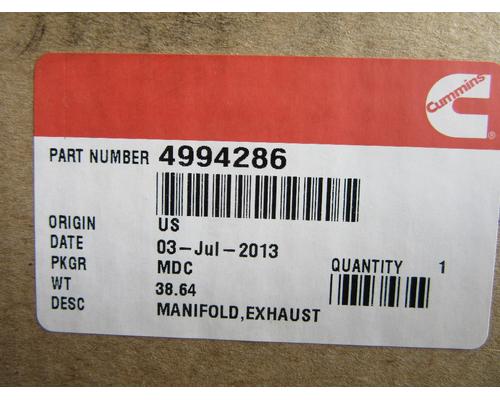 Cummins
®
PART NUMBER 4994286
ORIGIN US
DATE 03-Jul-2013
PKGR MDC QUANTITY 1
WT 38.64
DESC MANIFOLD,EXHAUST